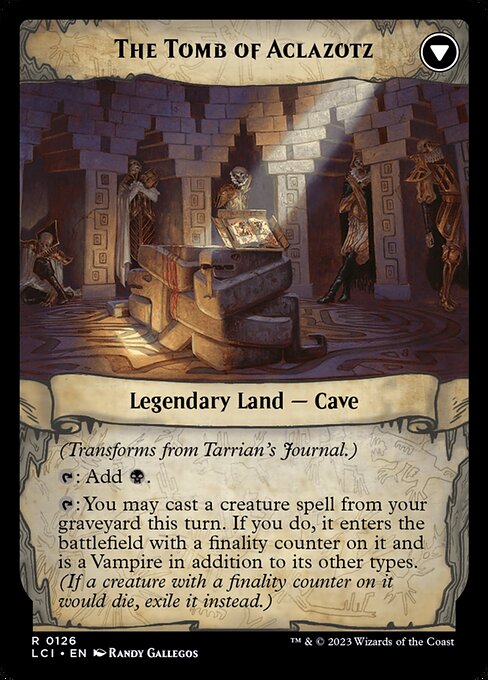 The Tomb of Aclazotz
Legendary Land — Cave
(Transforms from Tarrian's Journal.)
: Add .
: You may cast a creature spell from your
graveyard this turn. If you do, it enters the
battlefield with a finality counter on it and
is a Vampire in addition to its other types.
(If a creature with a finality counter on it
would die, exile it instead.)
R 0126
LCI • EN Randy Gallegos
™ & © 2023 Wizards of the Coast